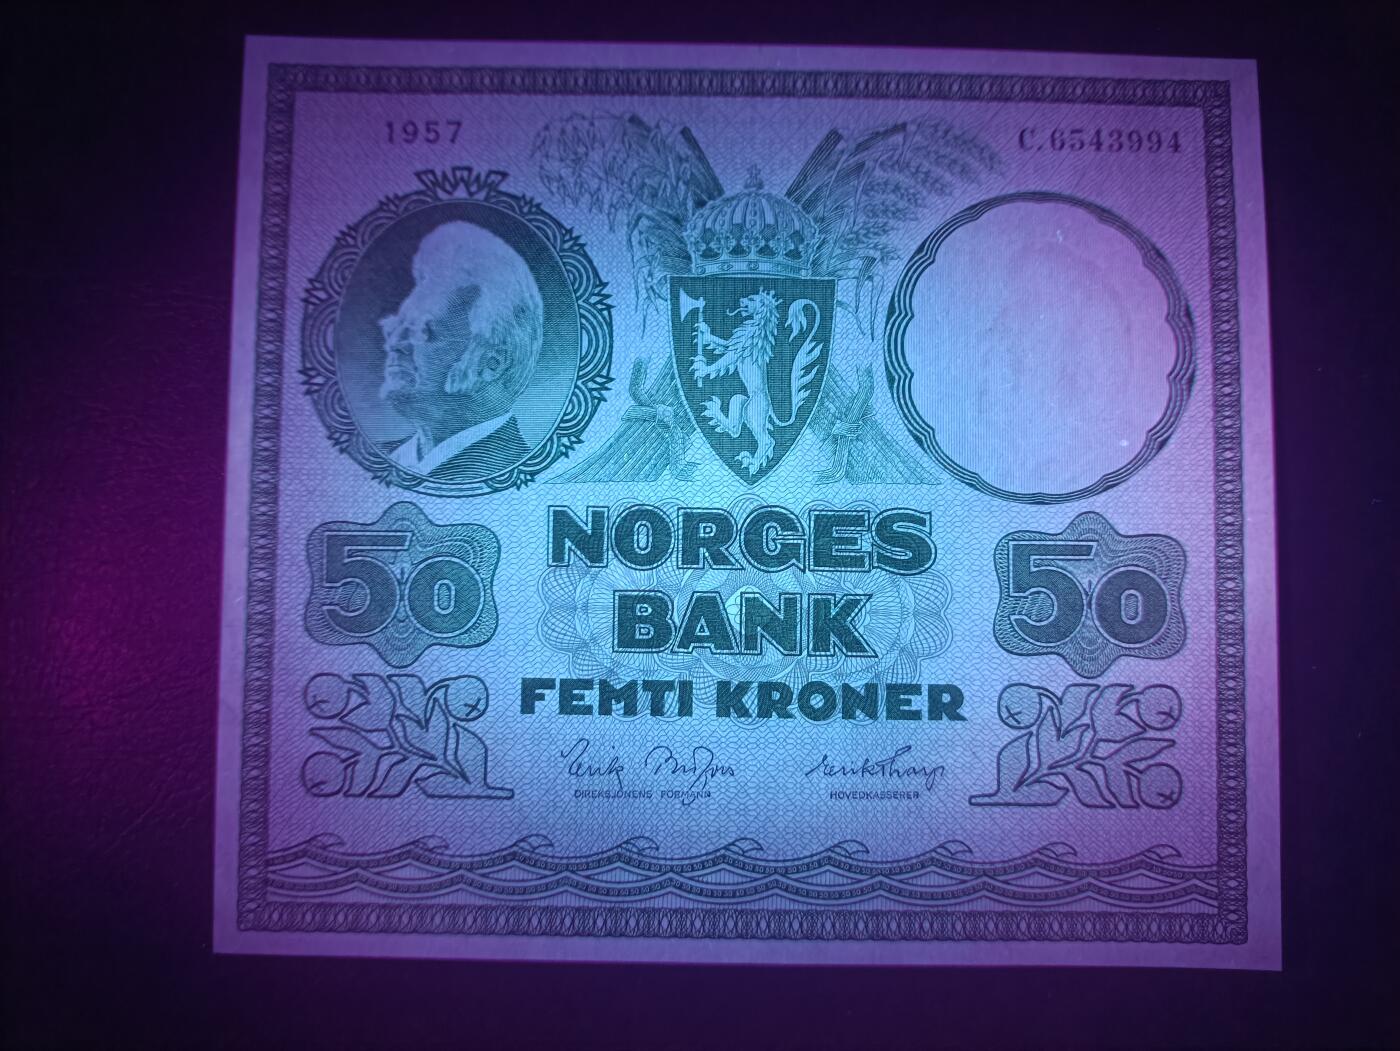 1957
C.6543994
50
50
NORGES
BANK
FEMTI KRONER
DIREKSJONENS FORMANN
HOVEDKASSERER